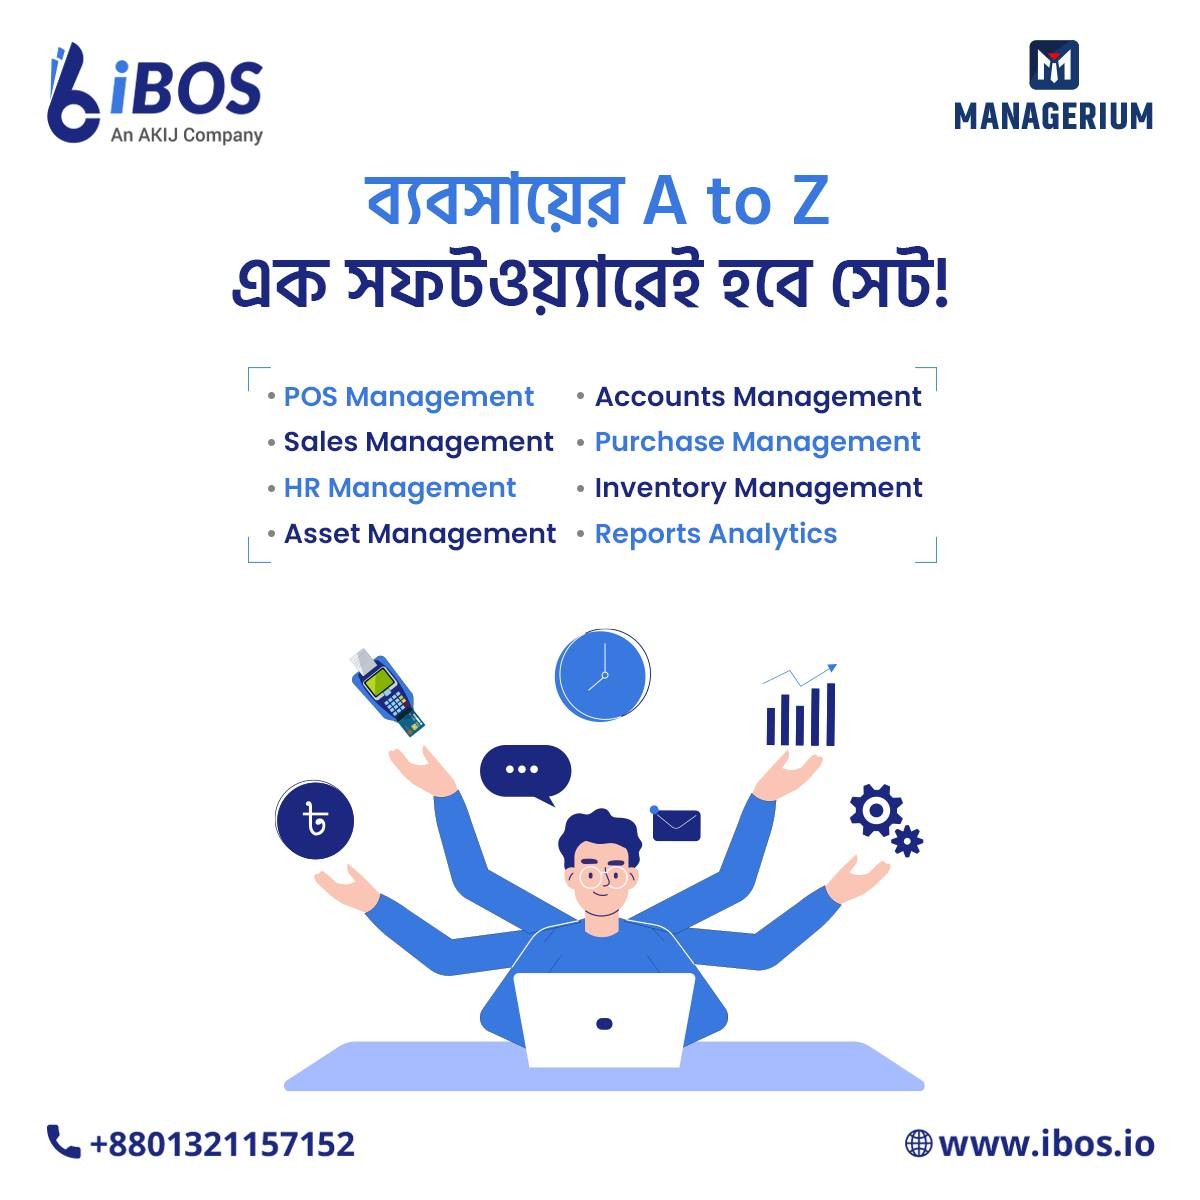 iBOS
An AKIJ Company
MANAGERIUM
ব্যবসায়ের A to Z
এক সফটওয়্যারেই হবে সেট!
• POS Management
• Sales Management
• HR Management
• Asset Management
• Accounts Management
• Purchase Management
• Inventory Management
• Reports Analytics
৳
+8801321157152
www.ibos.io